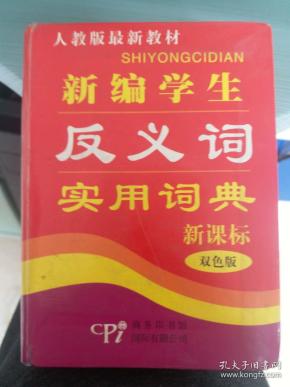 人教版最新教材
SHIYONGCIDIAN
新编学生
反义词
实用词典
新课标
双色版
CPi
商务印书馆
国际有限公司
孔夫子旧书网